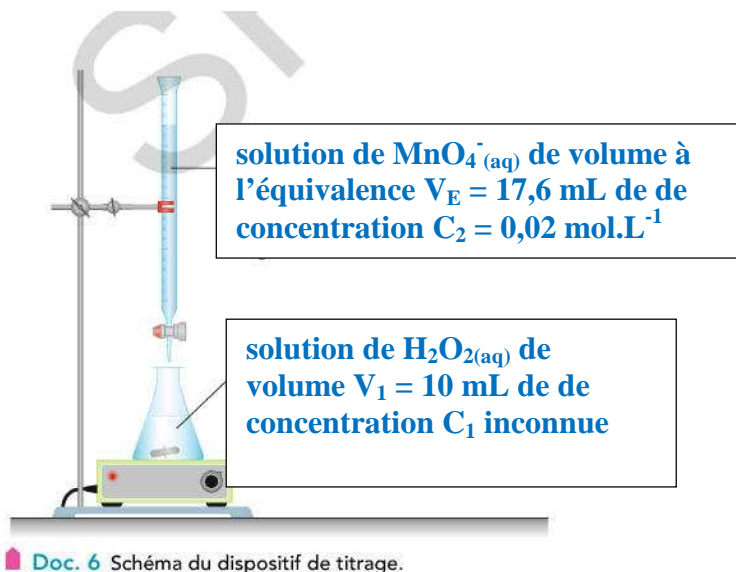 solution de MnO₄⁻(aq) de volume à
l'équivalence V_E = 17,6 mL de de
concentration C₂ = 0,02 mol.L⁻¹
solution de H₂O₂(aq) de
volume V₁ = 10 mL de de
concentration C₁ inconnue
Doc. 6 Schéma du dispositif de titrage.